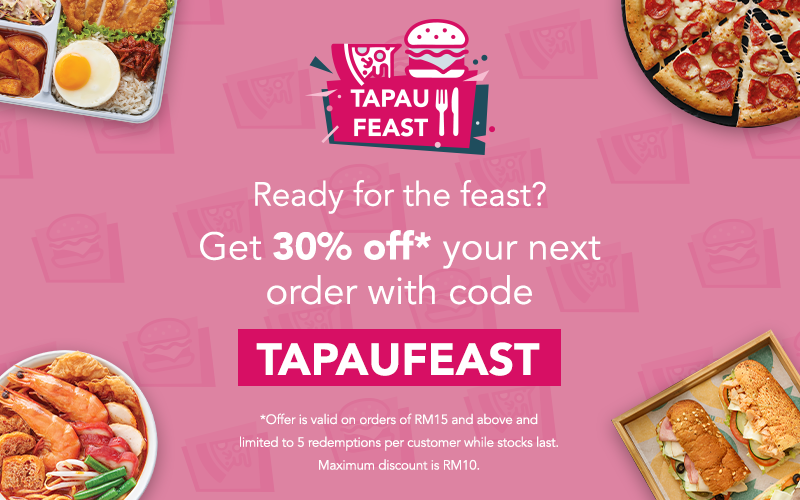 TAPAU
FEAST
Ready for the feast?
Get 30% off* your next
order with code
TAPAUFEAST
*Offer is valid on orders of RM15 and above and
limited to 5 redemptions per customer while stocks last.
Maximum discount is RM10.